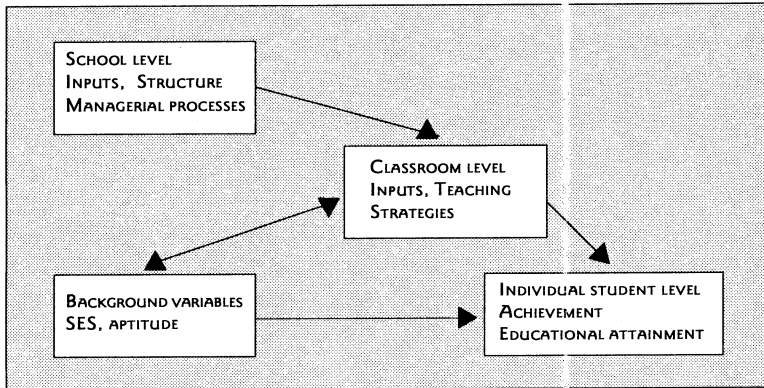 SCHOOL LEVEL
INPUTS, STRUCTURE
MANAGERIAL PROCESSES
CLASSROOM LEVEL
INPUTS, TEACHING
STRATEGIES
BACKGROUND VARIABLES
SES, APTITUDE
INDIVIDUAL STUDENT LEVEL
ACHIEVEMENT
EDUCATIONAL ATTAINMENT